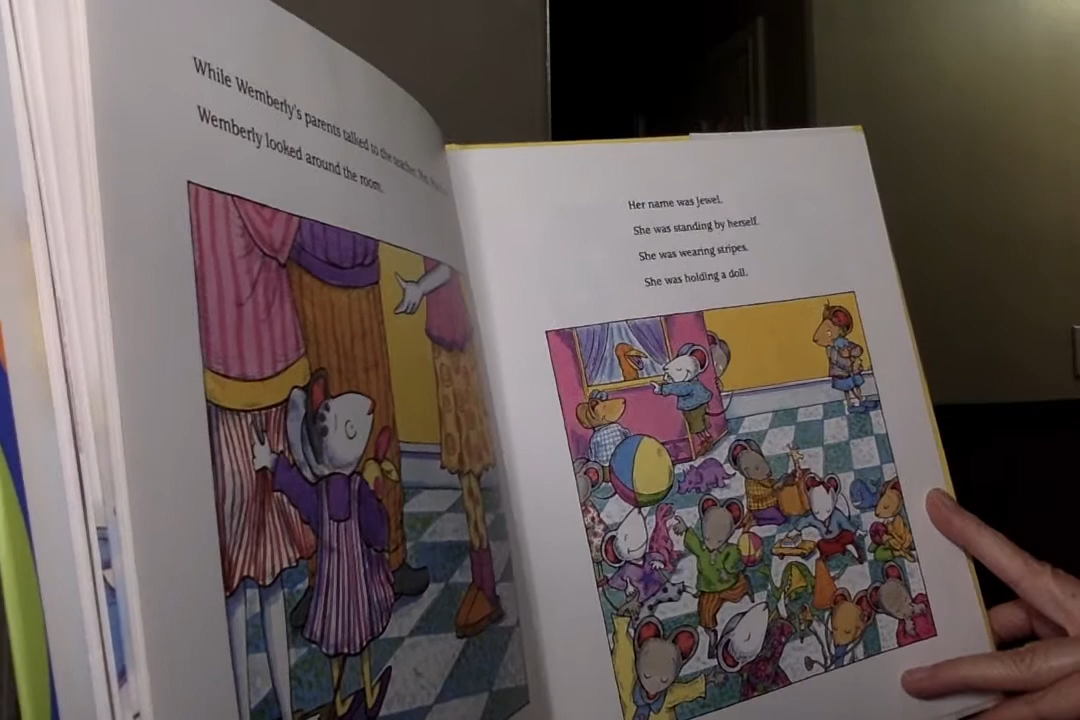 While Wemberly's parents talked to the teacher,
Wemberly looked around the room.
Her name was Jewel.
She was standing by herself.
She was wearing stripes.
She was holding a doll.